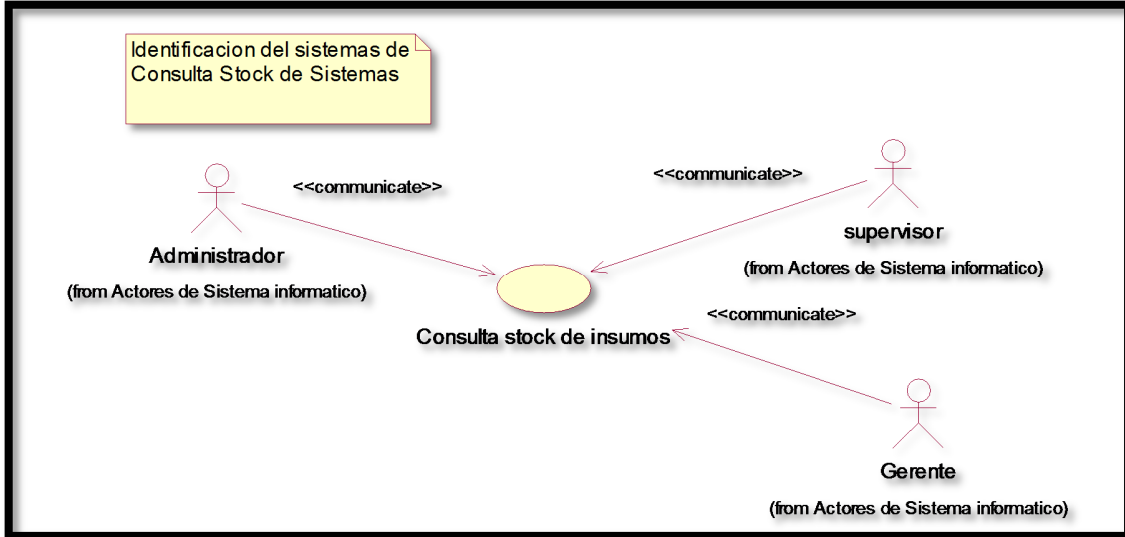 Identificacion del sistemas de
Consulta Stock de Sistemas
<<communicate>>
<<communicate>>
Administrador
(from Actores de Sistema informatico)
supervisor
(from Actores de Sistema informatico)
Consulta stock de insumos
<<communicate>>
Gerente
(from Actores de Sistema informatico)